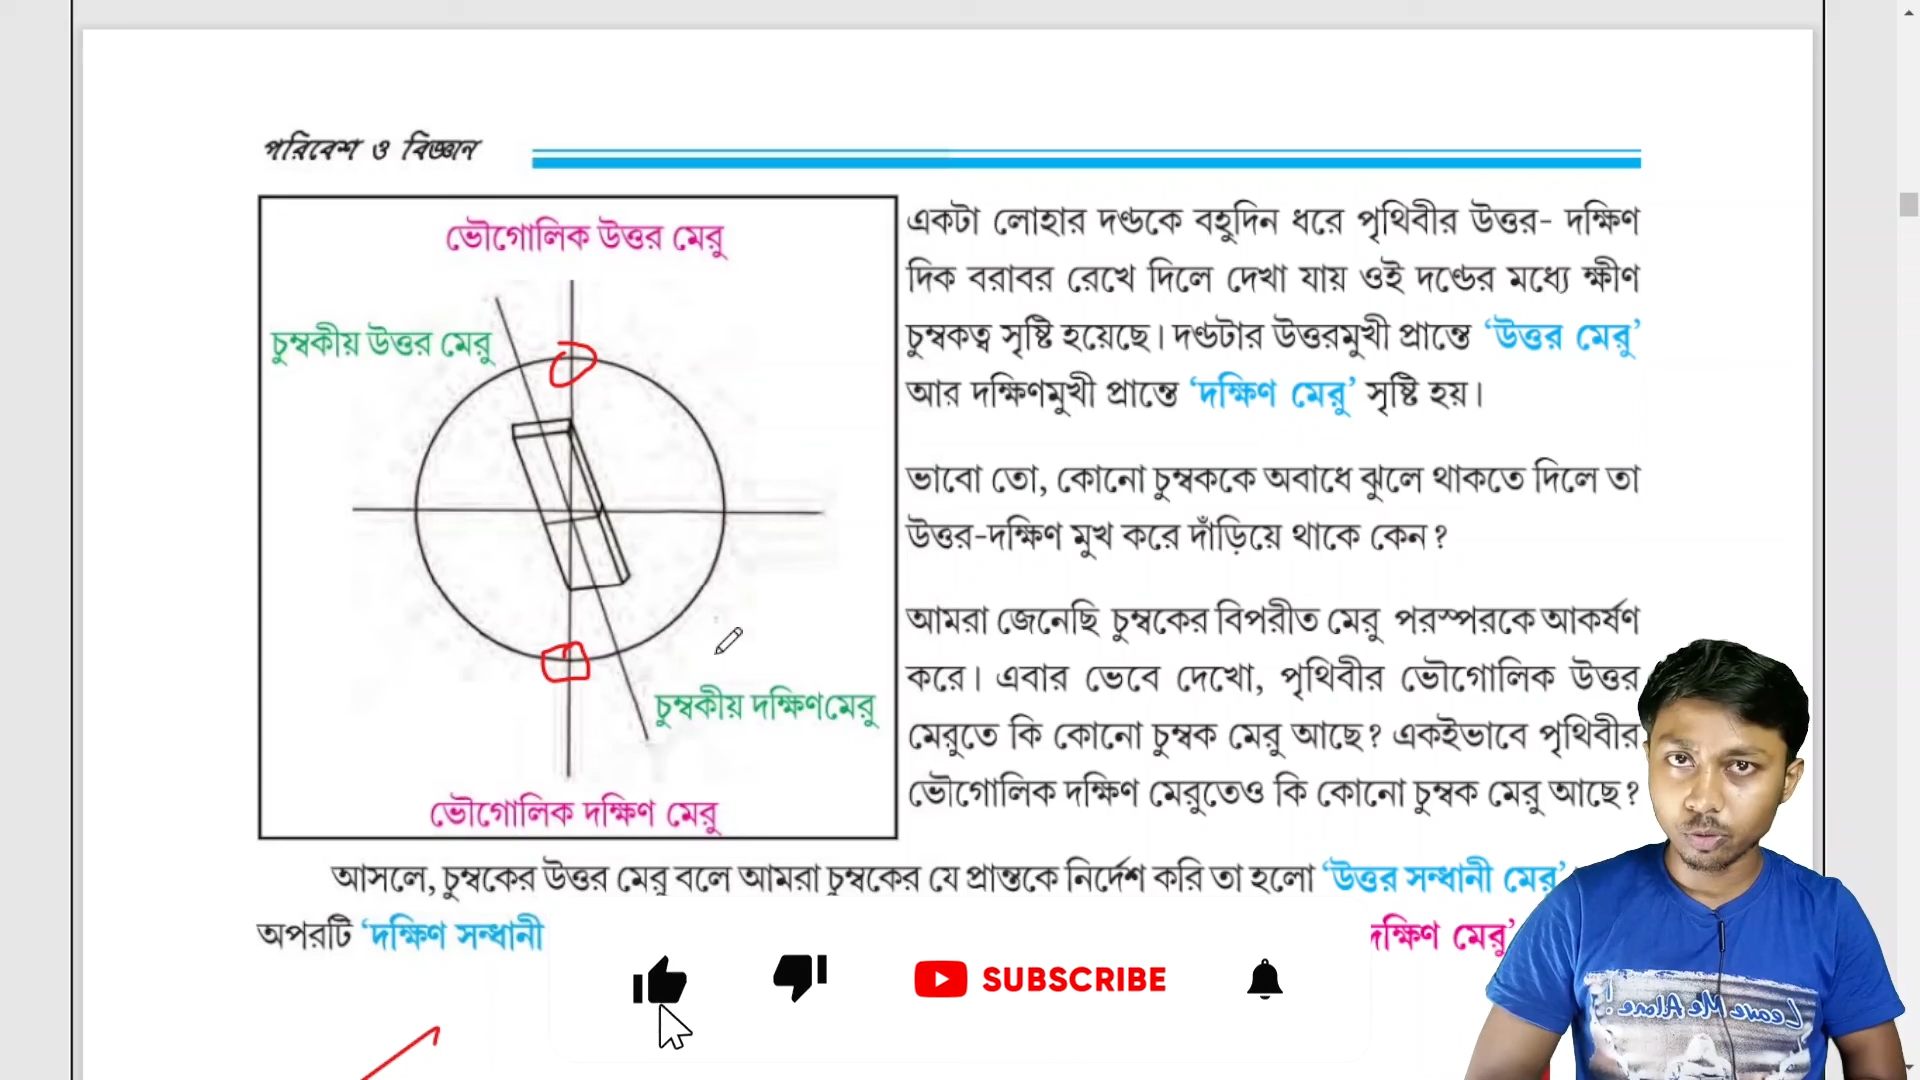 পরিবেশ ও বিজ্ঞান
ভৌগোলিক উত্তর মেরু
চুম্বকীয় উত্তর মেরু
চুম্বকীয় দক্ষিণমেরু
ভৌগোলিক দক্ষিণ মেরু
একটা লোহার দণ্ডকে বহুদিন ধরে পৃথিবীর উত্তর- দক্ষিণ
দিক বরাবর রেখে দিলে দেখা যায় ওই দণ্ডের মধ্যে ক্ষীণ
চুম্বকত্ব সৃষ্টি হয়েছে। দণ্ডটার উত্তরমুখী প্রান্তে ‘উত্তর মেরু’
আর দক্ষিণমুখী প্রান্তে ‘দক্ষিণ মেরু’ সৃষ্টি হয়।
ভাবো তো, কোনো চুম্বককে অবাধে ঝুলে থাকতে দিলে তা
উত্তর-দক্ষিণ মুখ করে দাঁড়িয়ে থাকে কেন?
আমরা জেনেছি চুম্বকের বিপরীত মেরু পরস্পরকে আকর্ষণ
করে। এবার ভেবে দেখো, পৃথিবীর ভৌগোলিক উত্তর
মেরুতে কি কোনো চুম্বক মেরু আছে? একইভাবে পৃথিবীর
ভৌগোলিক দক্ষিণ মেরুতেও কি কোনো চুম্বক মেরু আছে?
আসলে, চুম্বকের উত্তর মেরু বলে আমরা চুম্বকের যে প্রান্তকে নির্দেশ করি তা হলো ‘উত্তর সন্ধানী মেরু’
অপরটি ‘দক্ষিণ সন্ধানী দক্ষিণ মেরু’
SUBSCRIBE
Leave Me Alone !